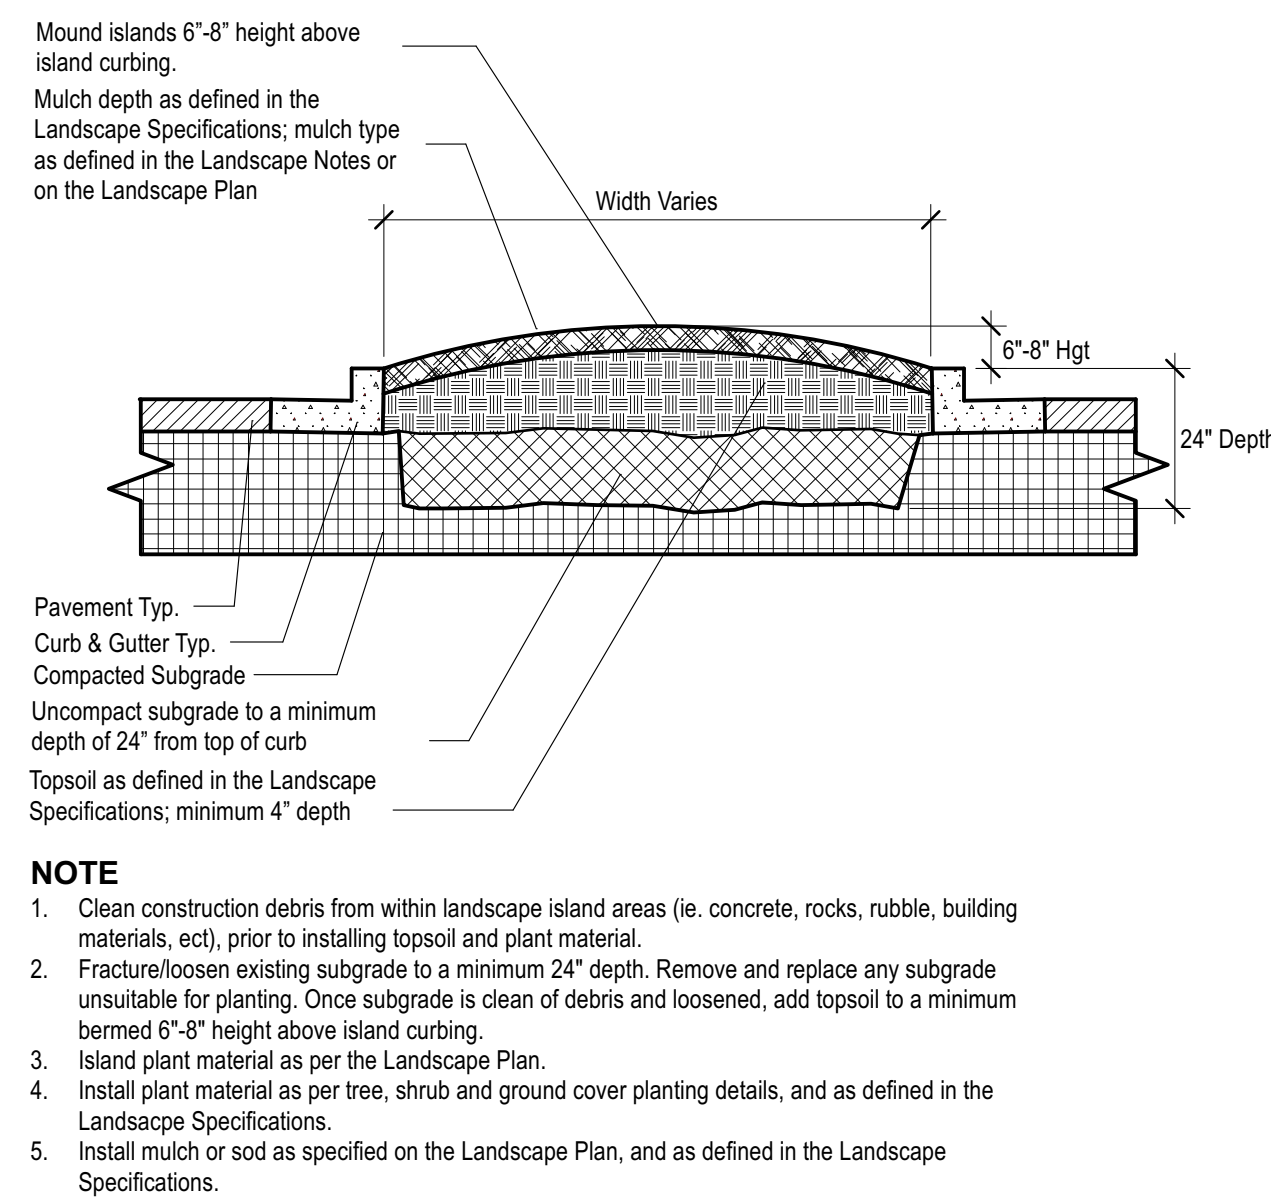 Mound islands 6”-8” height above
island curbing.
Mulch depth as defined in the
Landscape Specifications; mulch type
as defined in the Landscape Notes or
on the Landscape Plan
Width Varies
6"-8" Hgt
24" Depth
Pavement Typ.
Curb & Gutter Typ.
Compacted Subgrade
Uncompact subgrade to a minimum
depth of 24” from top of curb
Topsoil as defined in the Landscape
Specifications; minimum 4” depth
NOTE
1. Clean construction debris from within landscape island areas (ie. concrete, rocks, rubble, building
materials, ect), prior to installing topsoil and plant material.
2. Fracture/loosen existing subgrade to a minimum 24" depth. Remove and replace any subgrade
unsuitable for planting. Once subgrade is clean of debris and loosened, add topsoil to a minimum
bermed 6"-8" height above island curbing.
3. Island plant material as per the Landscape Plan.
4. Install plant material as per tree, shrub and ground cover planting details, and as defined in the
Landsacpe Specifications.
5. Install mulch or sod as specified on the Landscape Plan, and as defined in the Landscape
Specifications.